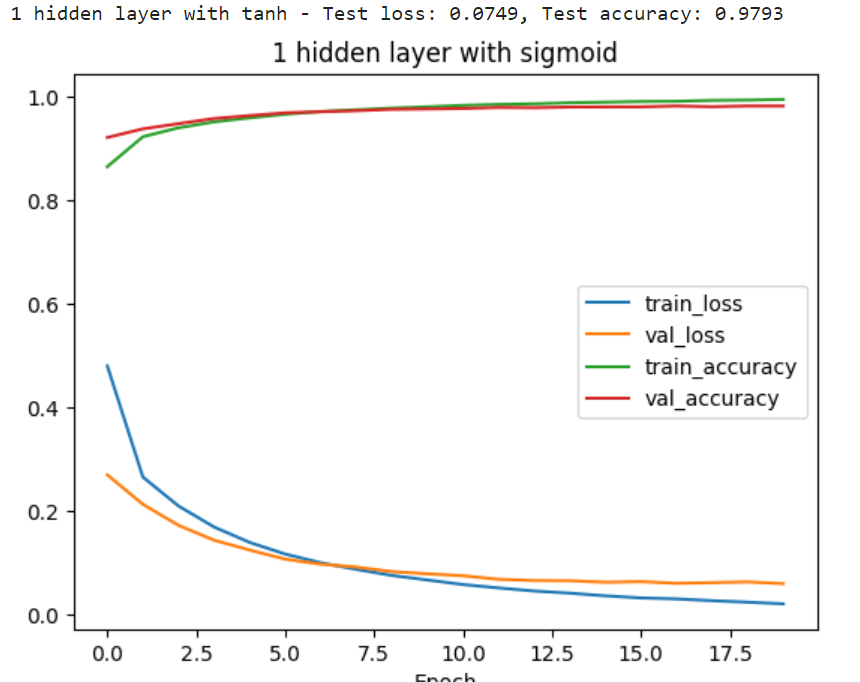 1 hidden layer with tanh - Test loss: 0.0749, Test accuracy: 0.9793
1 hidden layer with sigmoid
1.0
0.8
0.6
0.4
0.2
0.0
train_loss
val_loss
train_accuracy
val_accuracy
0.0 2.5 5.0 7.5 10.0 12.5 15.0 17.5
Epoch